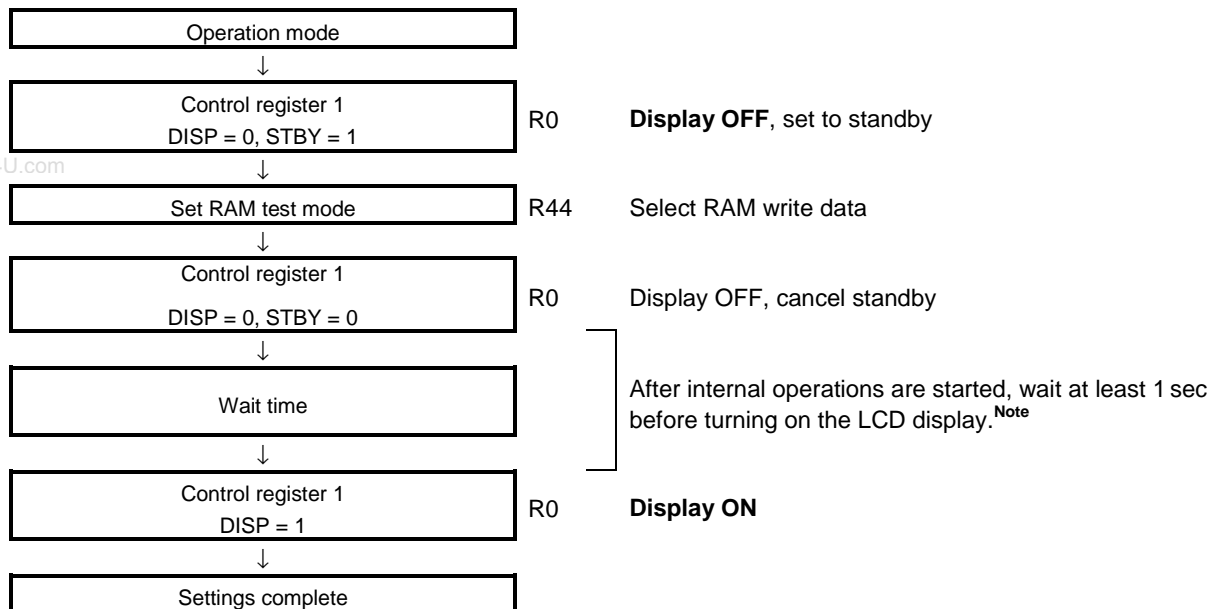 Operation mode
↓
Control register 1
DISP = 0, STBY = 1
R0
Display OFF, set to standby
U.com
↓
Set RAM test mode
R44
Select RAM write data
↓
Control register 1
DISP = 0, STBY = 0
R0
Display OFF, cancel standby
↓
Wait time
After internal operations are started, wait at least 1 sec
before turning on the LCD display.Note
↓
Control register 1
DISP = 1
R0
Display ON
↓
Settings complete